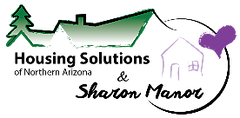 Housing Solutions
of Northern Arizona
&
Sharon Manor